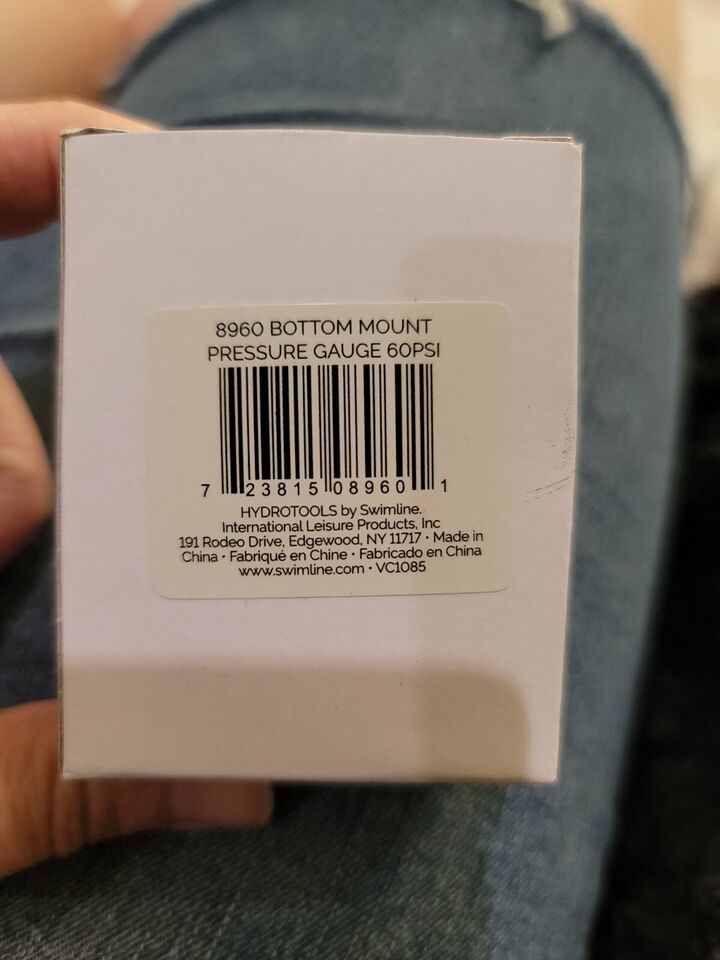 8960 BOTTOM MOUNT
PRESSURE GAUGE 60PSI
7 23815 08960 1
HYDROTOOLS by Swimline.
International Leisure Products, Inc
191 Rodeo Drive, Edgewood, NY 11717 • Made in
China • Fabriqué en Chine • Fabricado en China
www.swimline.com • VC1085